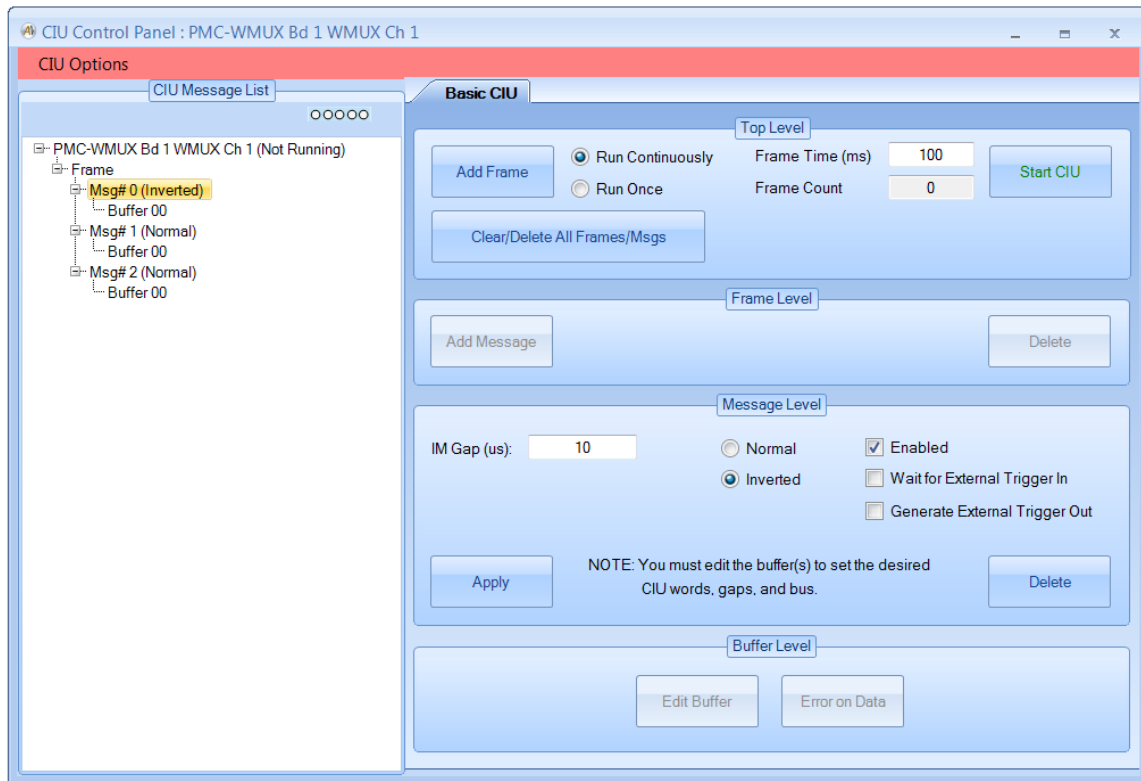 CIU Control Panel : PMC-WMUX Bd 1 WMUX Ch 1
CIU Options
CIU Message List
PMC-WMUX Bd 1 WMUX Ch 1 (Not Running)
Frame
Msg# 0 (Inverted)
Buffer 00
Msg# 1 (Normal)
Buffer 00
Msg# 2 (Normal)
Buffer 00
Basic CIU
Top Level
Add Frame
Run Continuously
Run Once
Frame Time (ms)
100
Frame Count
0
Start CIU
Clear/Delete All Frames/Msgs
Frame Level
Add Message
Delete
Message Level
IM Gap (us):
10
Normal
Inverted
Enabled
Wait for External Trigger In
Generate External Trigger Out
Apply
NOTE: You must edit the buffer(s) to set the desired
CIU words, gaps, and bus.
Delete
Buffer Level
Edit Buffer
Error on Data